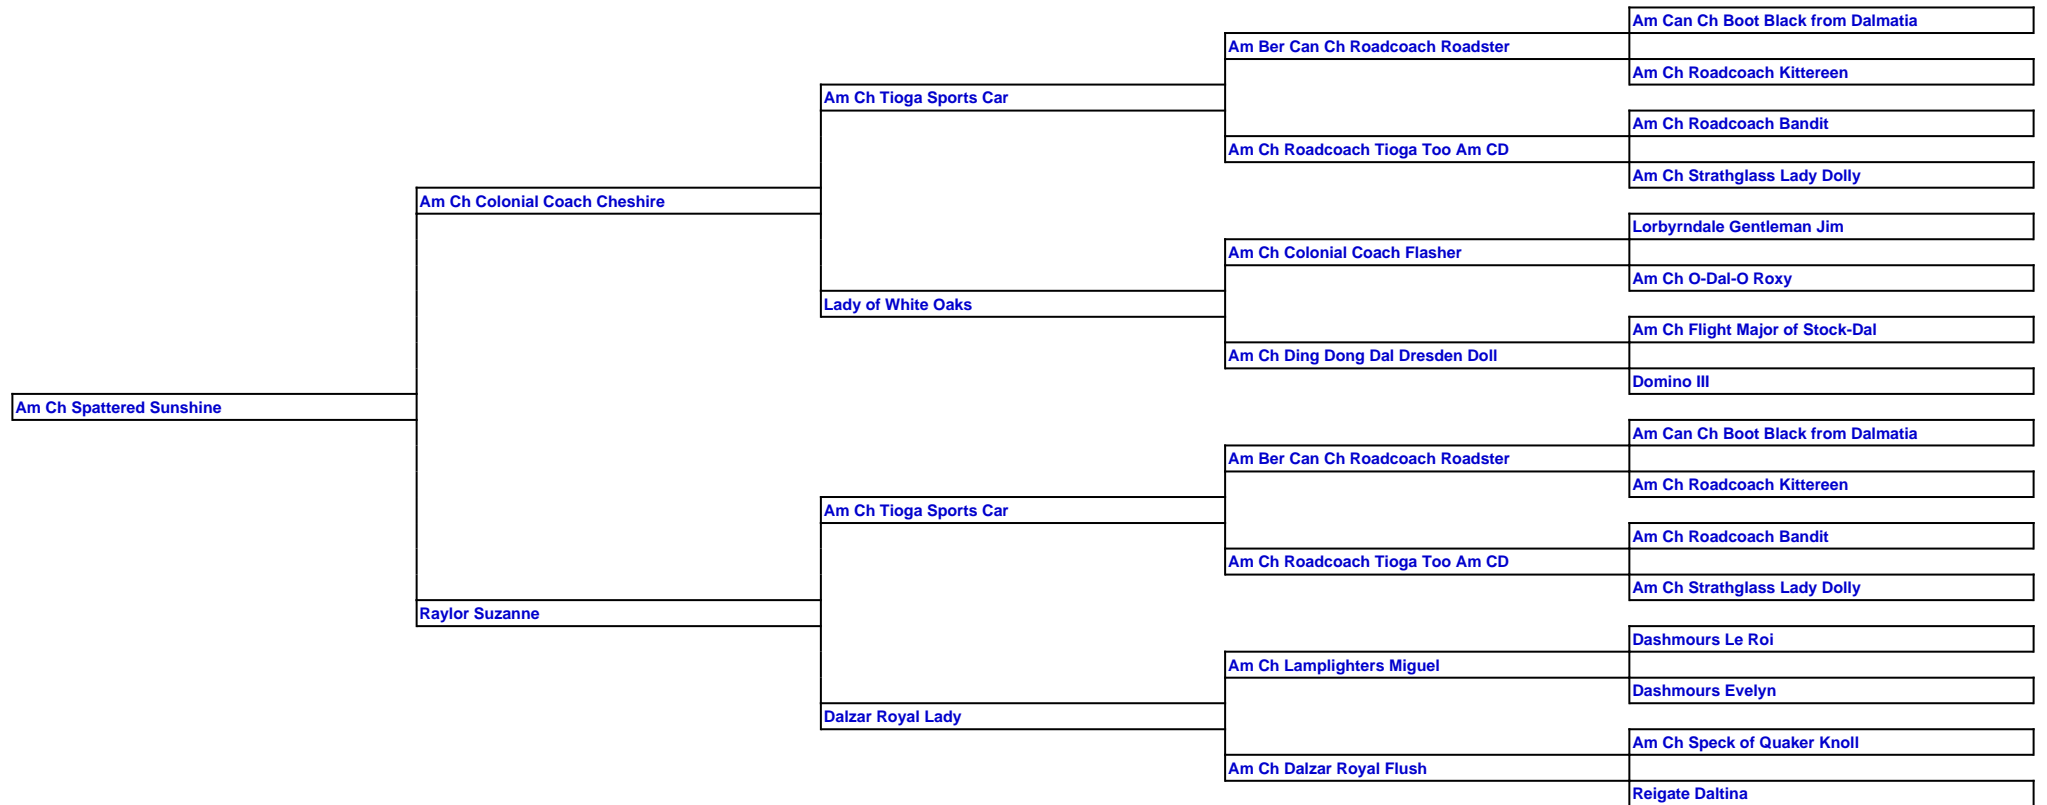 Am Can Ch Boot Black from Dalmatia
Am Ber Can Ch Roadcoach Roadster
Am Ch Roadcoach Kittereen
Am Ch Tioga Sports Car
Am Ch Roadcoach Bandit
Am Ch Roadcoach Tioga Too Am CD
Am Ch Strathglass Lady Dolly
Am Ch Colonial Coach Cheshire
Lorbyrndale Gentleman Jim
Am Ch Colonial Coach Flasher
Am Ch O-Dal-O Roxy
Lady of White Oaks
Am Ch Flight Major of Stock-Dal
Am Ch Ding Dong Dal Dresden Doll
Domino III
Am Ch Spattered Sunshine
Am Can Ch Boot Black from Dalmatia
Am Ber Can Ch Roadcoach Roadster
Am Ch Roadcoach Kittereen
Am Ch Tioga Sports Car
Am Ch Roadcoach Bandit
Am Ch Roadcoach Tioga Too Am CD
Am Ch Strathglass Lady Dolly
Raylor Suzanne
Dashmours Le Roi
Am Ch Lamplighters Miguel
Dashmours Evelyn
Dalzar Royal Lady
Am Ch Speck of Quaker Knoll
Am Ch Dalzar Royal Flush
Reigate Daltina